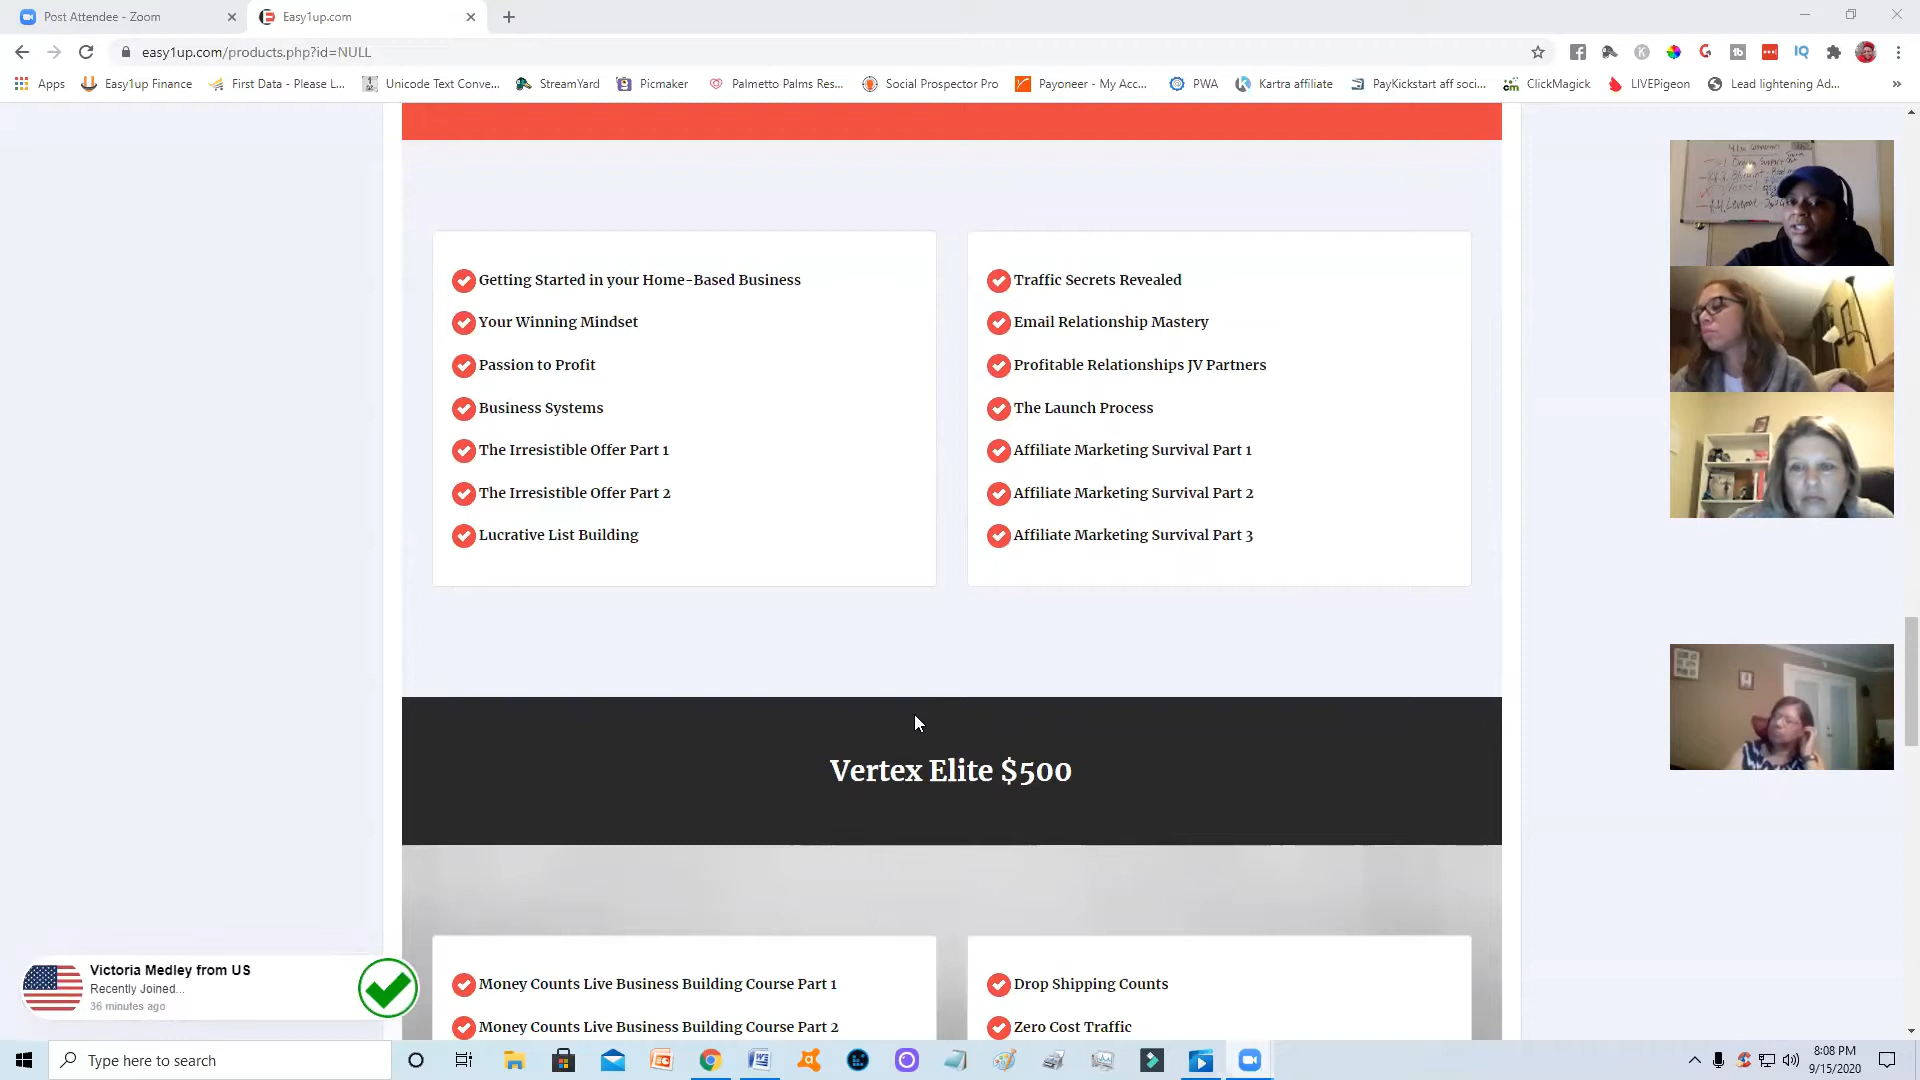 Post Attendee - Zoom
Easy1up.com
easy1up.com/products.php?id=NULL
Apps
Easy1up Finance
First Data - Please L...
Unicode Text Conve...
StreamYard
Picmaker
Palmetto Palms Res...
Social Prospector Pro
Payoneer - My Acc...
PWA
Kartra affiliate
PayKickstart aff soci...
ClickMagick
LIVEPigeon
Lead lightening Ad...
Getting Started in your Home-Based Business
Your Winning Mindset
Passion to Profit
Business Systems
The Irresistible Offer Part 1
The Irresistible Offer Part 2
Lucrative List Building
Traffic Secrets Revealed
Email Relationship Mastery
Profitable Relationships JV Partners
The Launch Process
Affiliate Marketing Survival Part 1
Affiliate Marketing Survival Part 2
Affiliate Marketing Survival Part 3
Vertex Elite $500
Money Counts Live Business Building Course Part 1
Money Counts Live Business Building Course Part 2
Drop Shipping Counts
Zero Cost Traffic
Victoria Medley from US
Recently Joined...
36 minutes ago
Type here to search
8:08 PM
9/15/2020